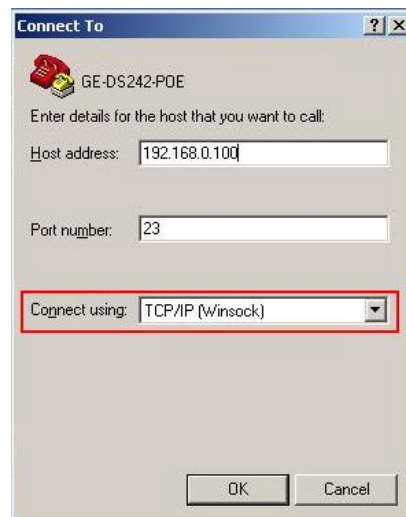 Connect To
GE-DS242-POE
Enter details for the host that you want to call:
Host address: 192.168.0.100
Port number: 23
Connect using: TCP/IP (Winsock)
OK Cancel